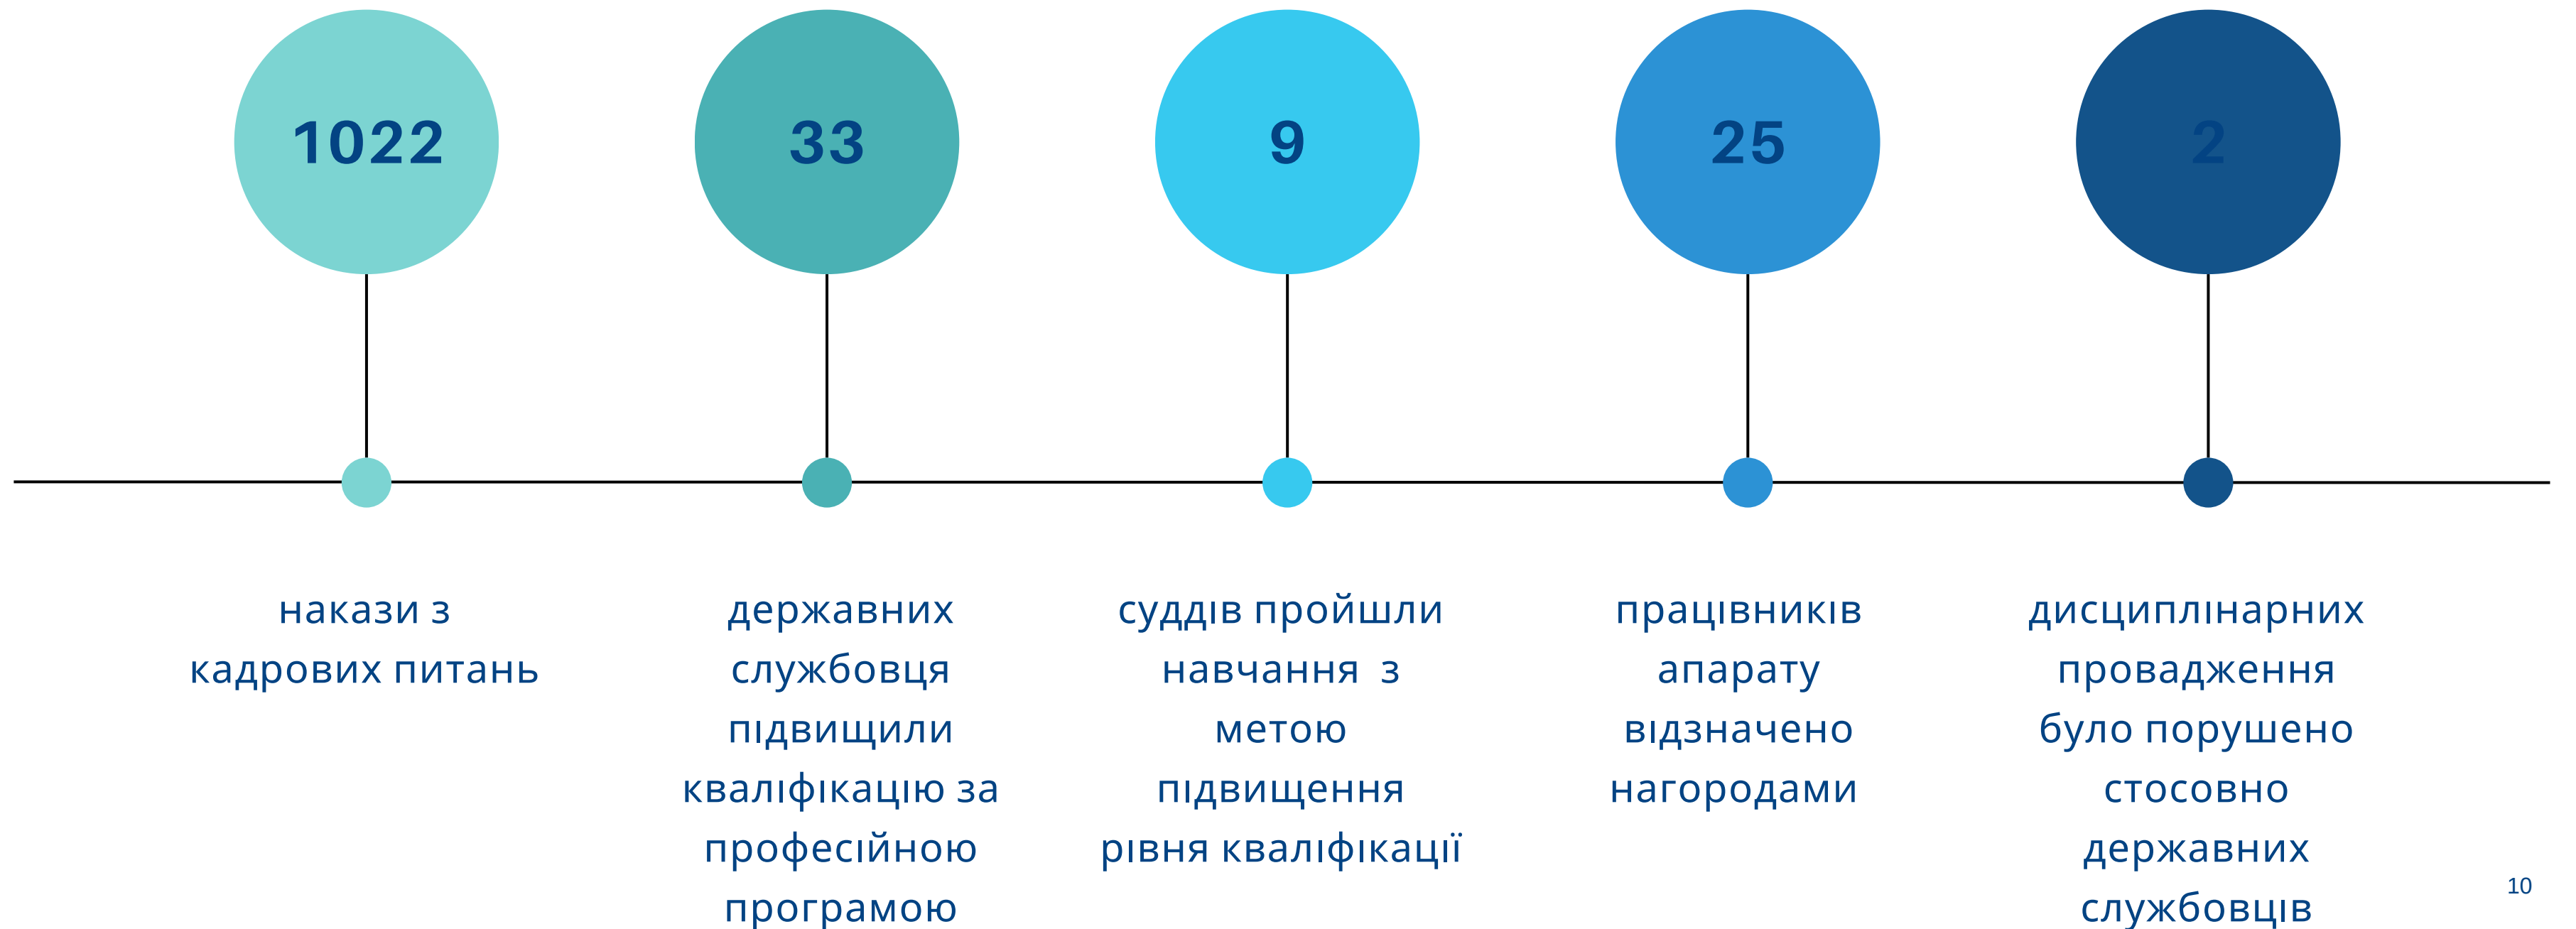 1022
33
9
25
2
накази з
кадрових питань
державних
службовця
підвищили
кваліфікацію за
професійною
програмою
суддів пройшли
навчання  з
метою
підвищення
рівня кваліфікації
працівників
апарату
відзначено
нагородами
дисциплінарних
провадження
було порушено
стосовно
державних
службовців
10